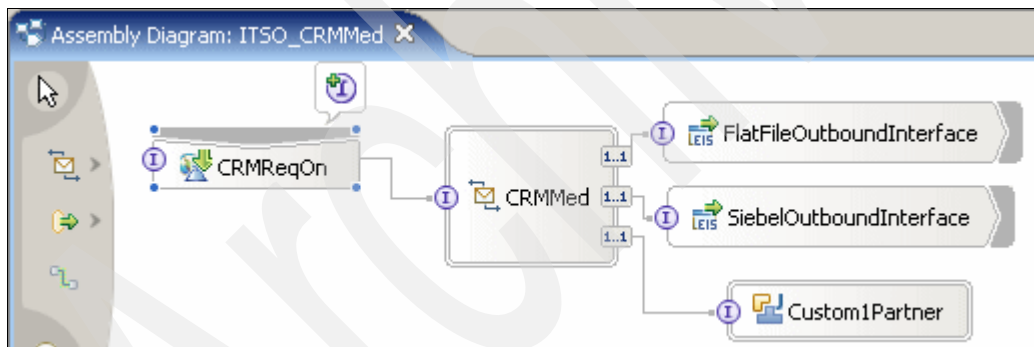 Assembly Diagram: ITSO_CRMMed
FlatFileOutboundInterface
CRMReqOn
1..1
CRMMed
1..1
SiebelOutboundInterface
1..1
Custom1Partner